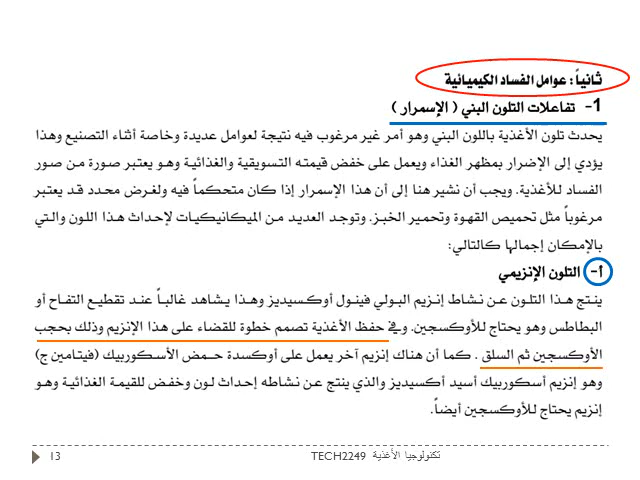 ثانياً : عوامل الفساد الكيميائية
1- تفاعلات التلون البني ( الإسمرار )
يحدث تلون الأغذية باللون البني وهو أمر غير مرغوب فيه نتيجة لعوامل عديدة وخاصة أثناء التصنيع وهذا
يؤدي إلى الإضرار بمظهر الغذاء ويعمل على خفض قيمته التسويقية والغذائية وهو يعتبر صورة من صور
الفساد للأغذية. ويجب أن نشير هنا إلى أن هذا الإسمرار إذا كان متحكماً فيه ولغرض محدد قد يعتبر
مرغوباً مثل تحميص القهوة وتحمير الخبز. وتوجد العديد من الميكانيكيات لإحداث هذا اللون والتي
بالإمكان إجمالها كالتالي:
أ- التلون الإنزيمي
ينتج هذا التلون عن نشاط إنزيم البولي فينول أوكسيديز وهذا يشاهد غالباً عند تقطيع التفاح أو
البطاطس وهو يحتاج للأوكسجين. وفي حفظ الأغذية تصمم خطوة للقضاء على هذا الإنزيم وذلك بحجب
الأوكسجين ثم السلق . كما أن هناك إنزيم آخر يعمل على أوكسدة حمض الأسكوربيك (فيتامين ج)
وهو إنزيم أسكوربيك أسيد أكسيديز والذي ينتج عن نشاطه إحداث لون وخفض للقيمة الغذائية وهو
إنزيم يحتاج للأوكسجين أيضاً.
تكنولوجيا الأغذية TECH2249
13